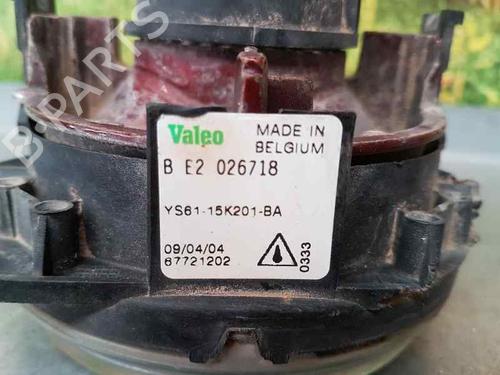 B-PARTS
Valeo
MADE IN
BELGIUM
B E2 026718
YS61-15K201-BA
09/04/04
67721202
0333